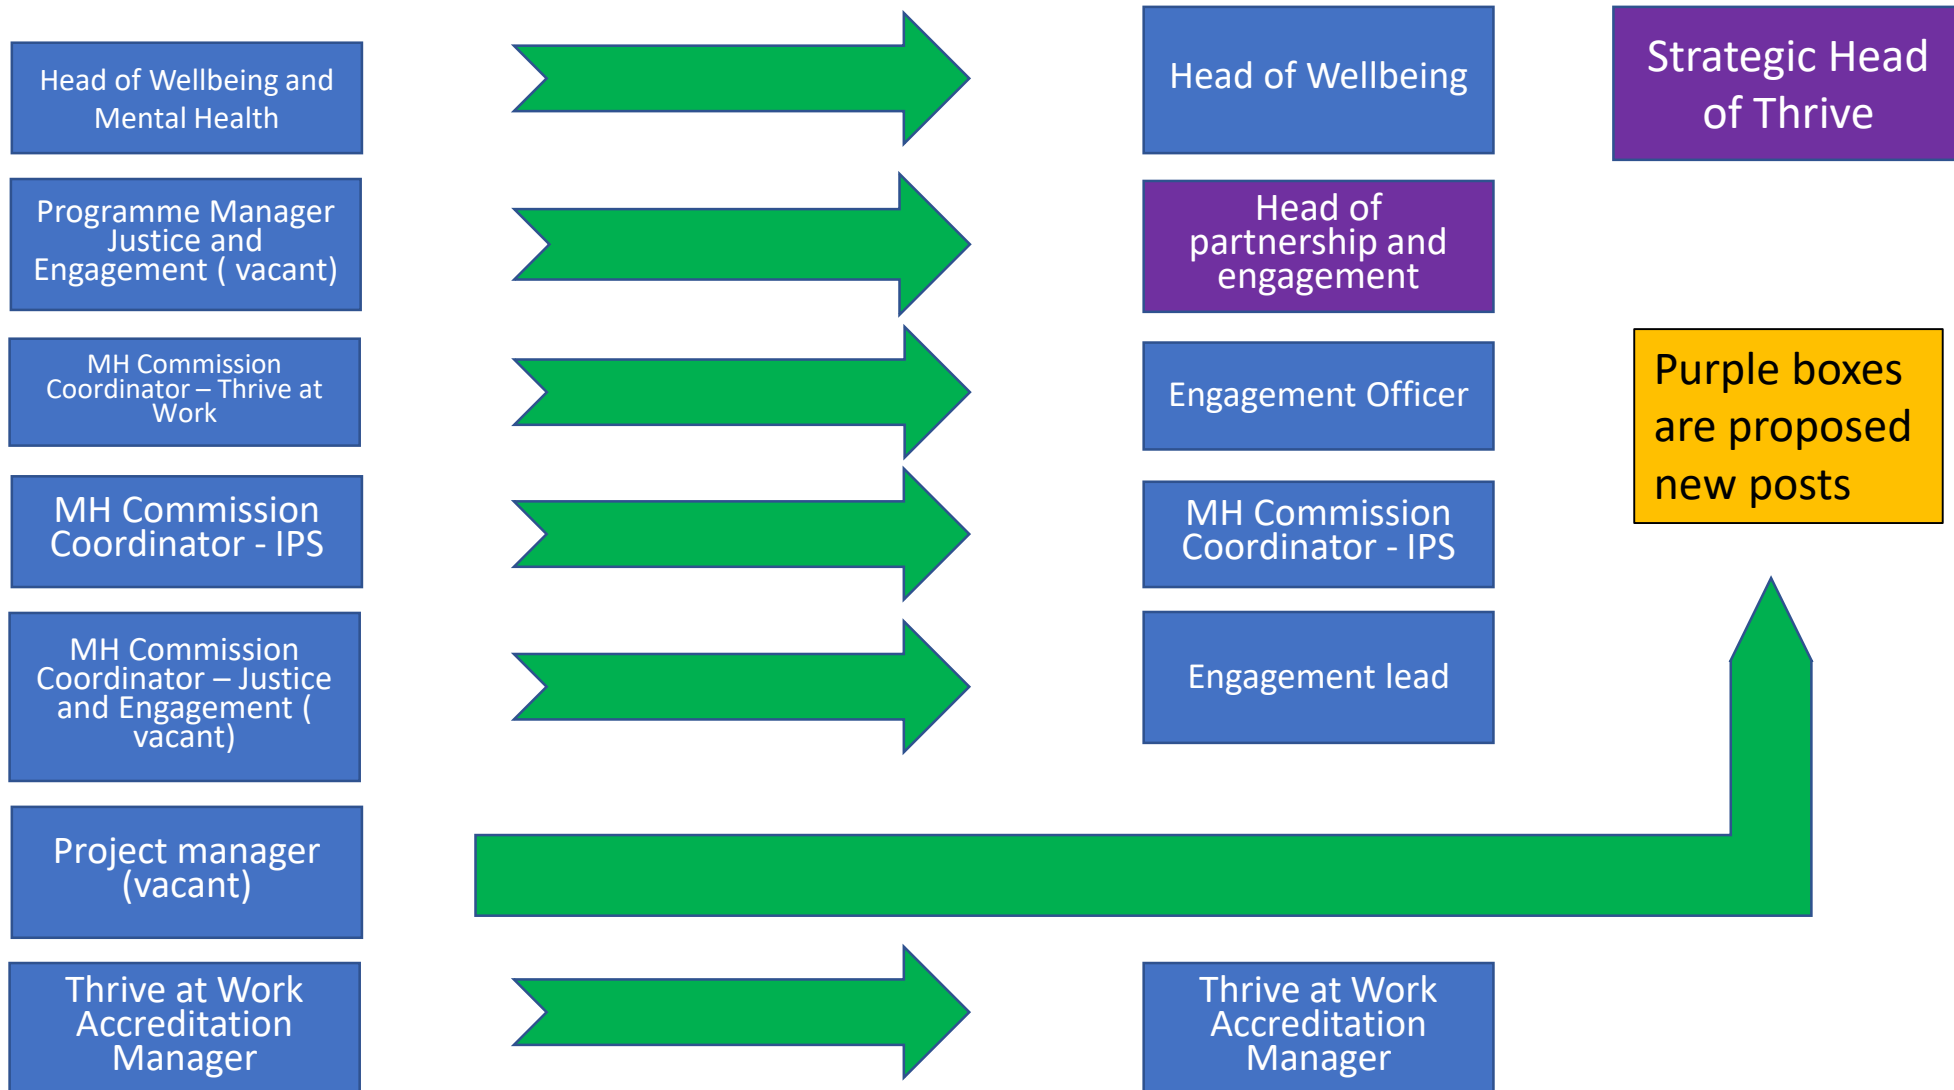 Head of Wellbeing and
Mental Health
Head of Wellbeing
Strategic Head
of Thrive
Programme Manager
Justice and
Engagement ( vacant)
Head of
partnership and
engagement
MH Commission
Coordinator – Thrive at
Work
Engagement Officer
Purple boxes
are proposed
new posts
MH Commission
Coordinator - IPS
MH Commission
Coordinator - IPS
MH Commission
Coordinator – Justice
and Engagement (
vacant)
Engagement lead
Project manager
(vacant)
Thrive at Work
Accreditation
Manager
Thrive at Work
Accreditation
Manager